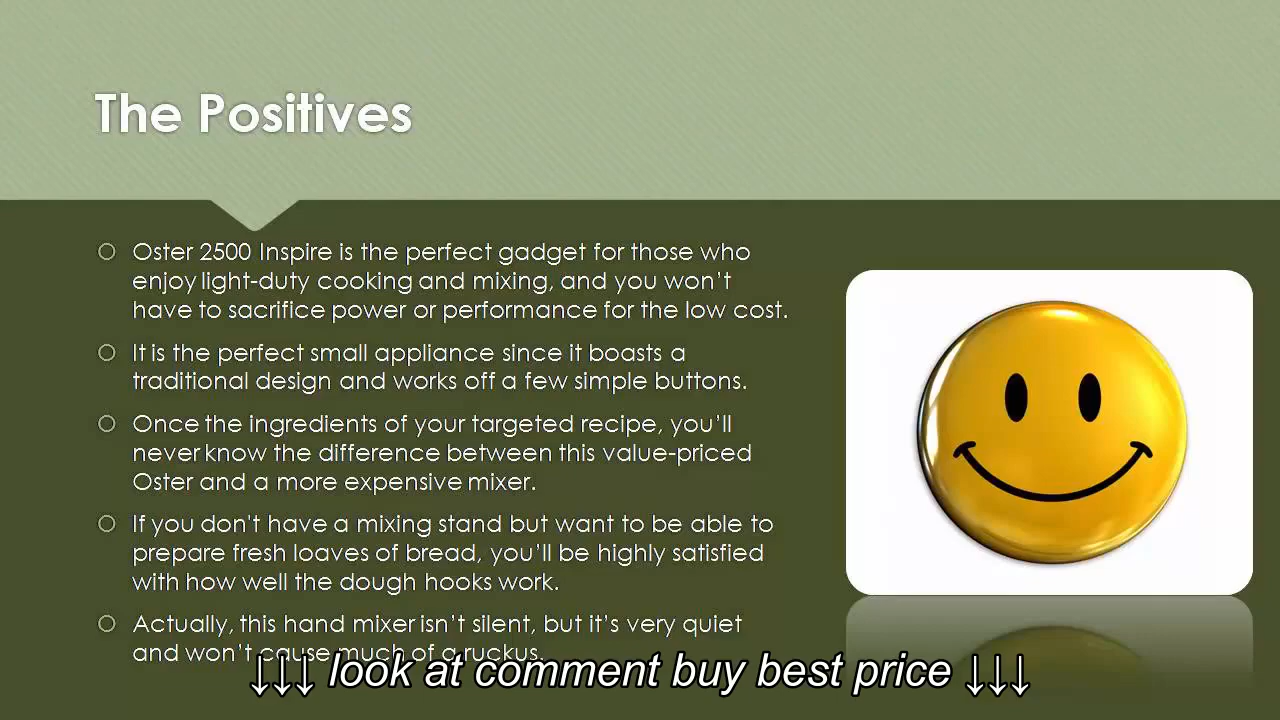 The Positives
Oster 2500 Inspire is the perfect gadget for those who
enjoy light-duty cooking and mixing, and you won't
have to sacrifice power or performance for the low cost.
It is the perfect small appliance since it boasts a
traditional design and works off a few simple buttons.
Once the ingredients of your targeted recipe, you'll
never know the difference between this value-priced
Oster and a more expensive mixer.
If you don't have a mixing stand but want to be able to
prepare fresh loaves of bread, you'll be highly satisfied
with how well the dough hooks work.
Actually, this hand mixer isn't silent, but it's very quiet
and won't cause much of a ruckus.
↓↓↓ look at comment buy best price ↓↓↓